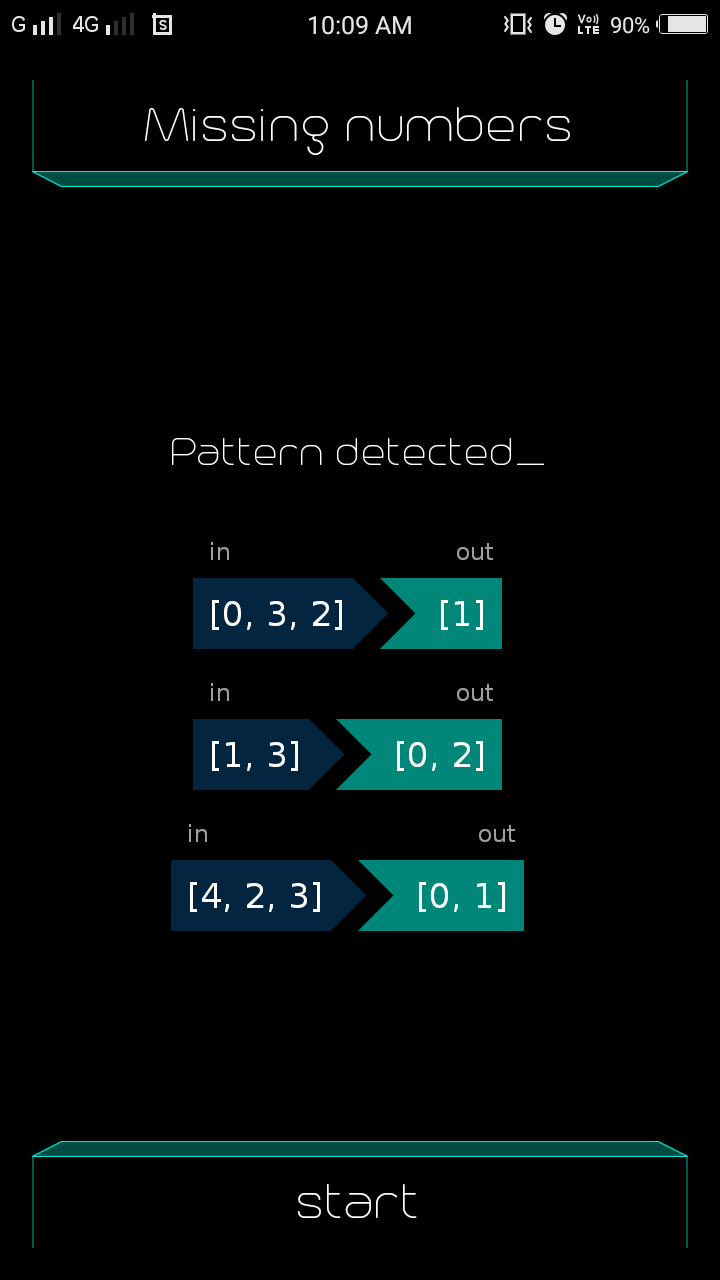 G 4G S 10:09 AM Vo)) LTE 90%
Missing numbers
Pattern detected_
in out
[0, 3, 2] [1]
in out
[1, 3] [0, 2]
in out
[4, 2, 3] [0, 1]
start